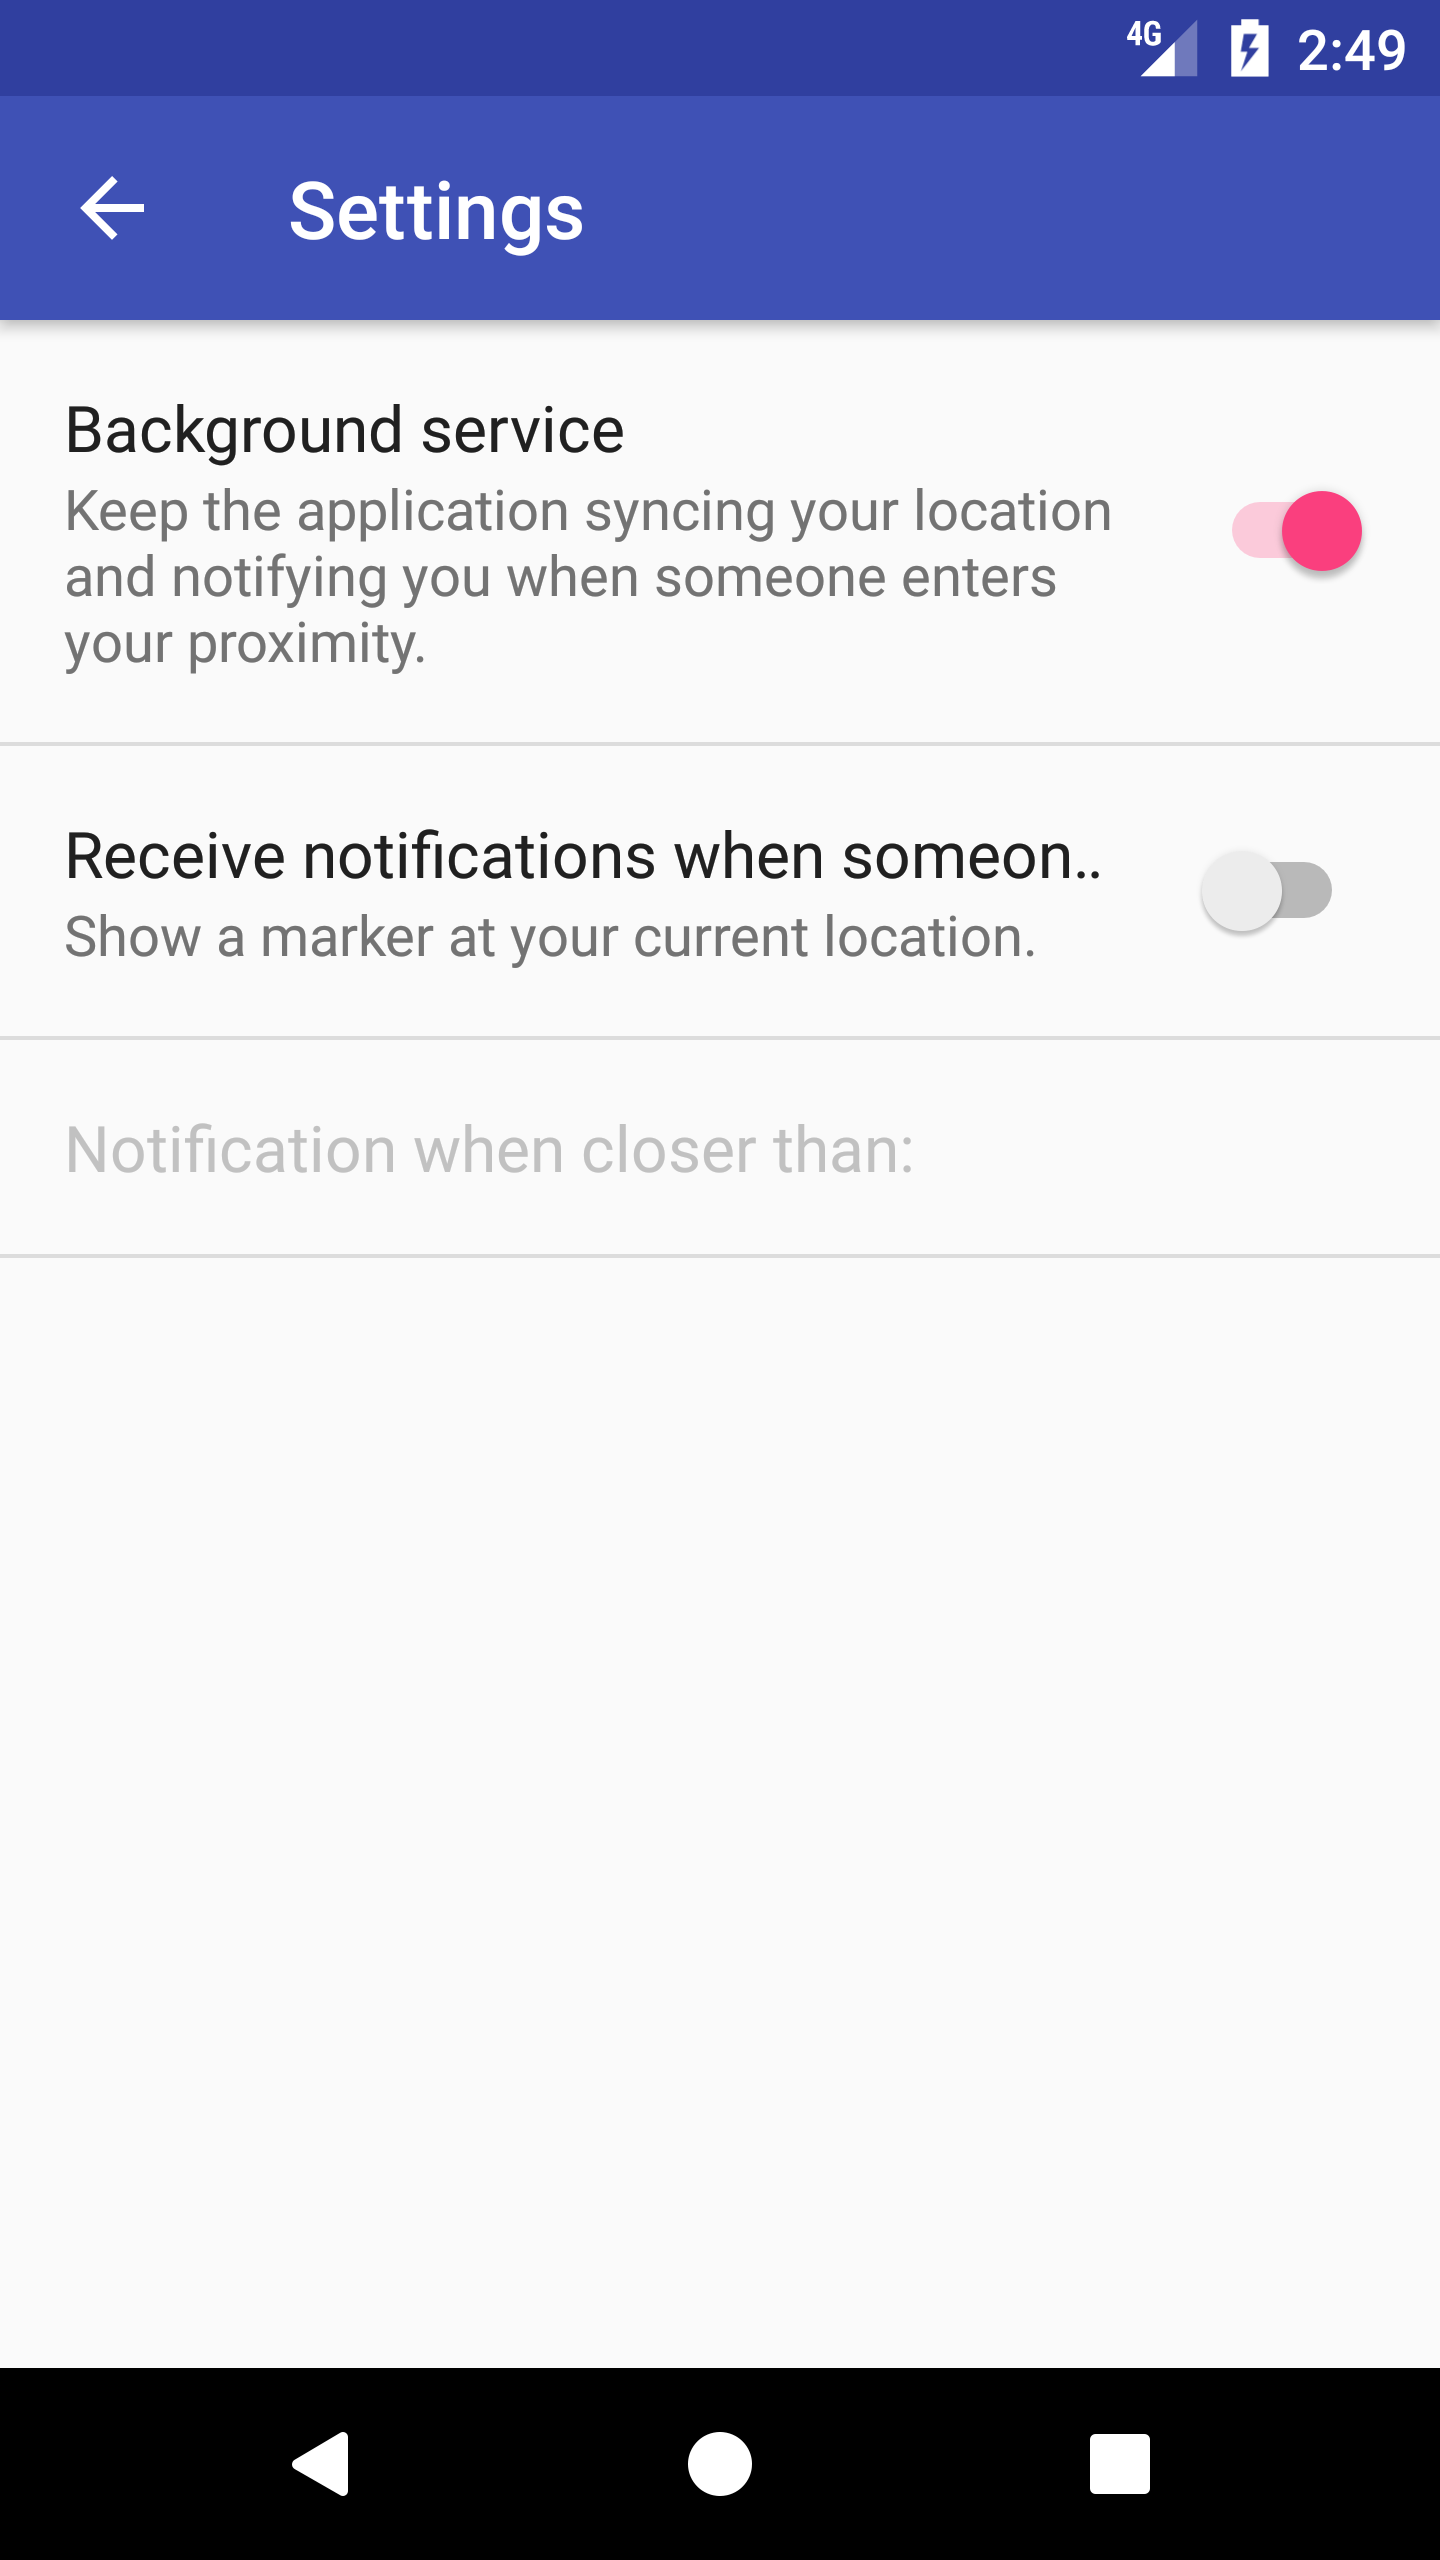 4G 2:49
Settings
Background service
Keep the application syncing your location
and notifying you when someone enters
your proximity.
Receive notifications when someon..
Show a marker at your current location.
Notification when closer than: